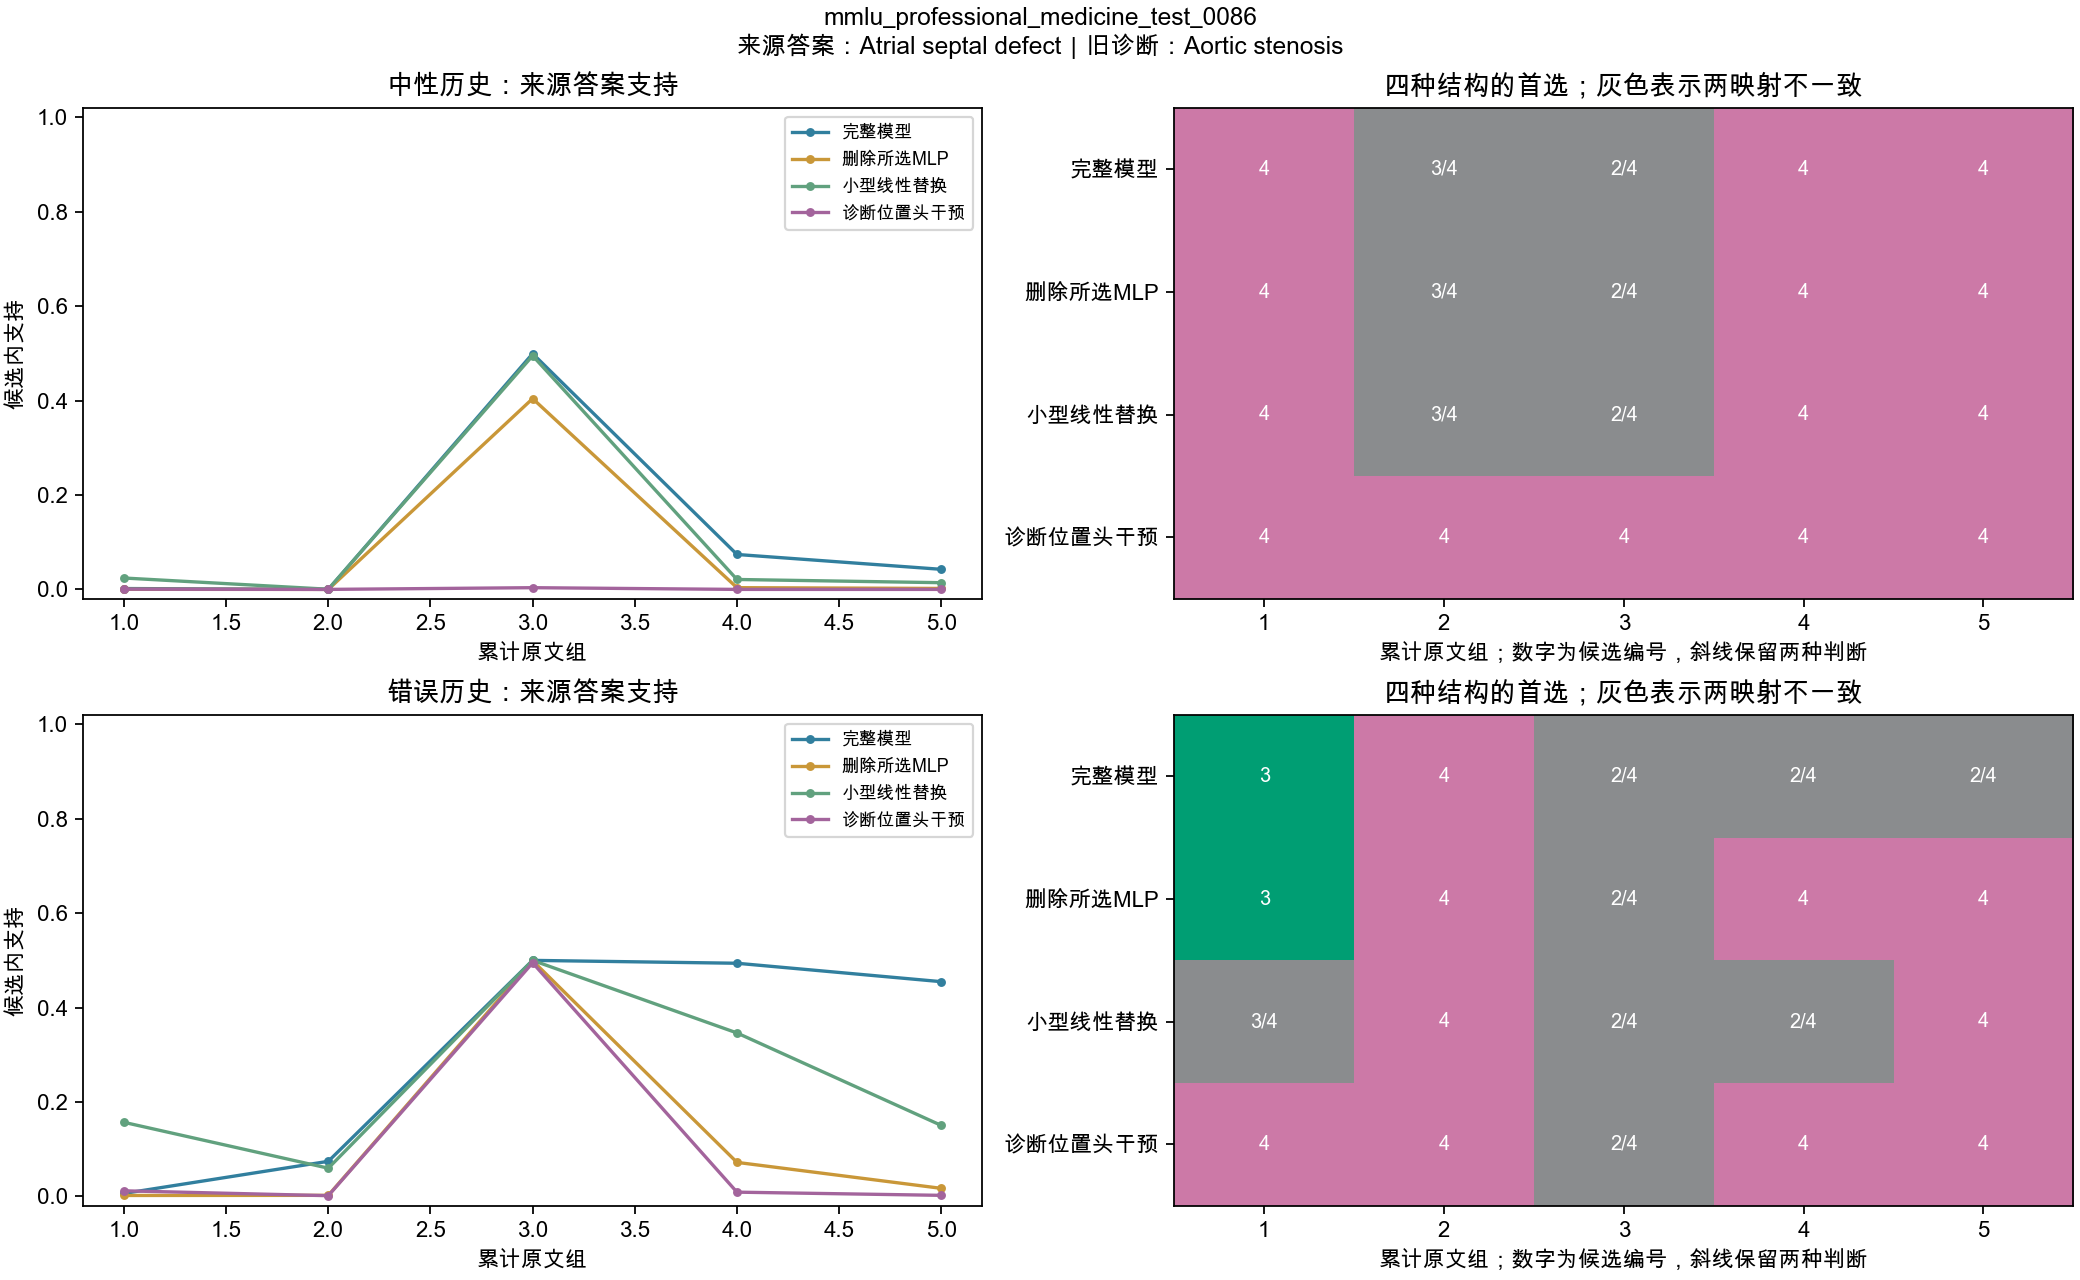 mmlu_professional_medicine_test_0086
来源答案：Atrial septal defect | 旧诊断：Aortic stenosis
中性历史：来源答案支持
候选内支持
1.0
0.8
0.6
0.4
0.2
0.0
完整模型
删除所选MLP
小型线性替换
诊断位置头干预
1.0 1.5 2.0 2.5 3.0 3.5 4.0 4.5 5.0
累计原文组
四种结构的首选；灰色表示两映射不一致
完整模型 4 3/4 2/4 4 4
删除所选MLP 4 3/4 2/4 4 4
小型线性替换 4 3/4 2/4 4 4
诊断位置头干预 4 4 4 4 4
1 2 3 4 5
累计原文组；数字为候选编号，斜线保留两种判断
错误历史：来源答案支持
候选内支持
1.0
0.8
0.6
0.4
0.2
0.0
完整模型
删除所选MLP
小型线性替换
诊断位置头干预
1.0 1.5 2.0 2.5 3.0 3.5 4.0 4.5 5.0
累计原文组
四种结构的首选；灰色表示两映射不一致
完整模型 3 4 2/4 2/4 2/4
删除所选MLP 3 4 2/4 4 4
小型线性替换 3/4 4 2/4 2/4 4
诊断位置头干预 4 4 2/4 4 4
1 2 3 4 5
累计原文组；数字为候选编号，斜线保留两种判断